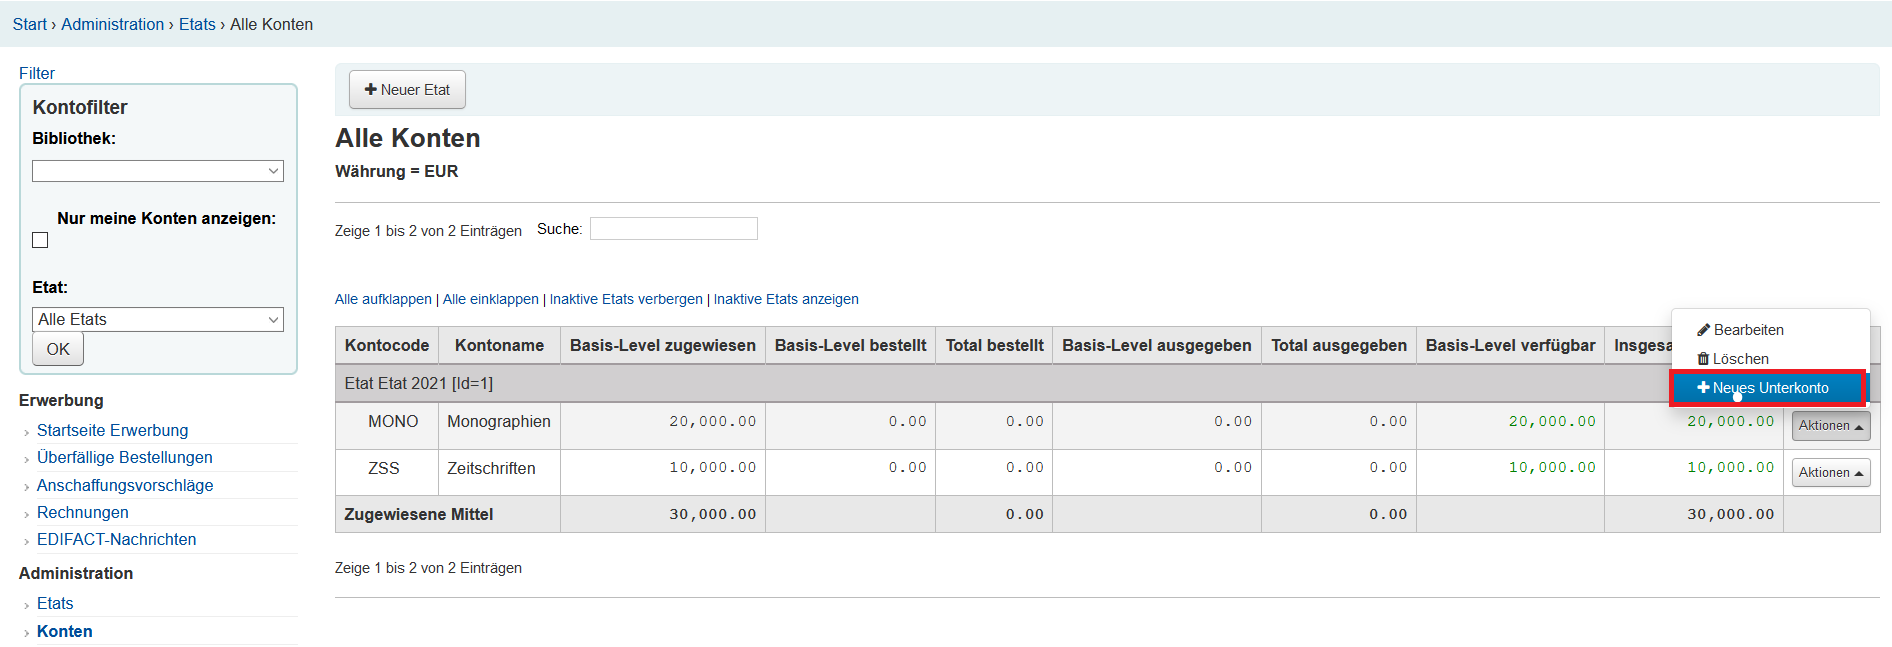 Start › Administration › Etats › Alle Konten
Filter
Kontofilter
Bibliothek:
Nur meine Konten anzeigen:
Etat:
Alle Etats
OK
Erwerbung
› Startseite Erwerbung
› Überfällige Bestellungen
› Anschaffungsvorschläge
› Rechnungen
› EDIFACT-Nachrichten
Administration
› Etats
› Konten
+ Neuer Etat
Alle Konten
Währung = EUR
Zeige 1 bis 2 von 2 Einträgen Suche:
Alle aufklappen | Alle einklappen | Inaktive Etats verbergen | Inaktive Etats anzeigen
Kontocode Kontoname Basis-Level zugewiesen Basis-Level bestellt Total bestellt Basis-Level ausgegeben Total ausgegeben Basis-Level verfügbar
Bearbeiten
Löschen
+ Neues Unterkonto
Etat Etat 2021 [Id=1]
MONO Monographien 20,000.00 0.00 0.00 0.00 0.00 20,000.00 20,000.00 Aktionen
ZSS Zeitschriften 10,000.00 0.00 0.00 0.00 0.00 10,000.00 10,000.00 Aktionen
Zugewiesene Mittel 30,000.00 0.00 0.00 30,000.00
Zeige 1 bis 2 von 2 Einträgen